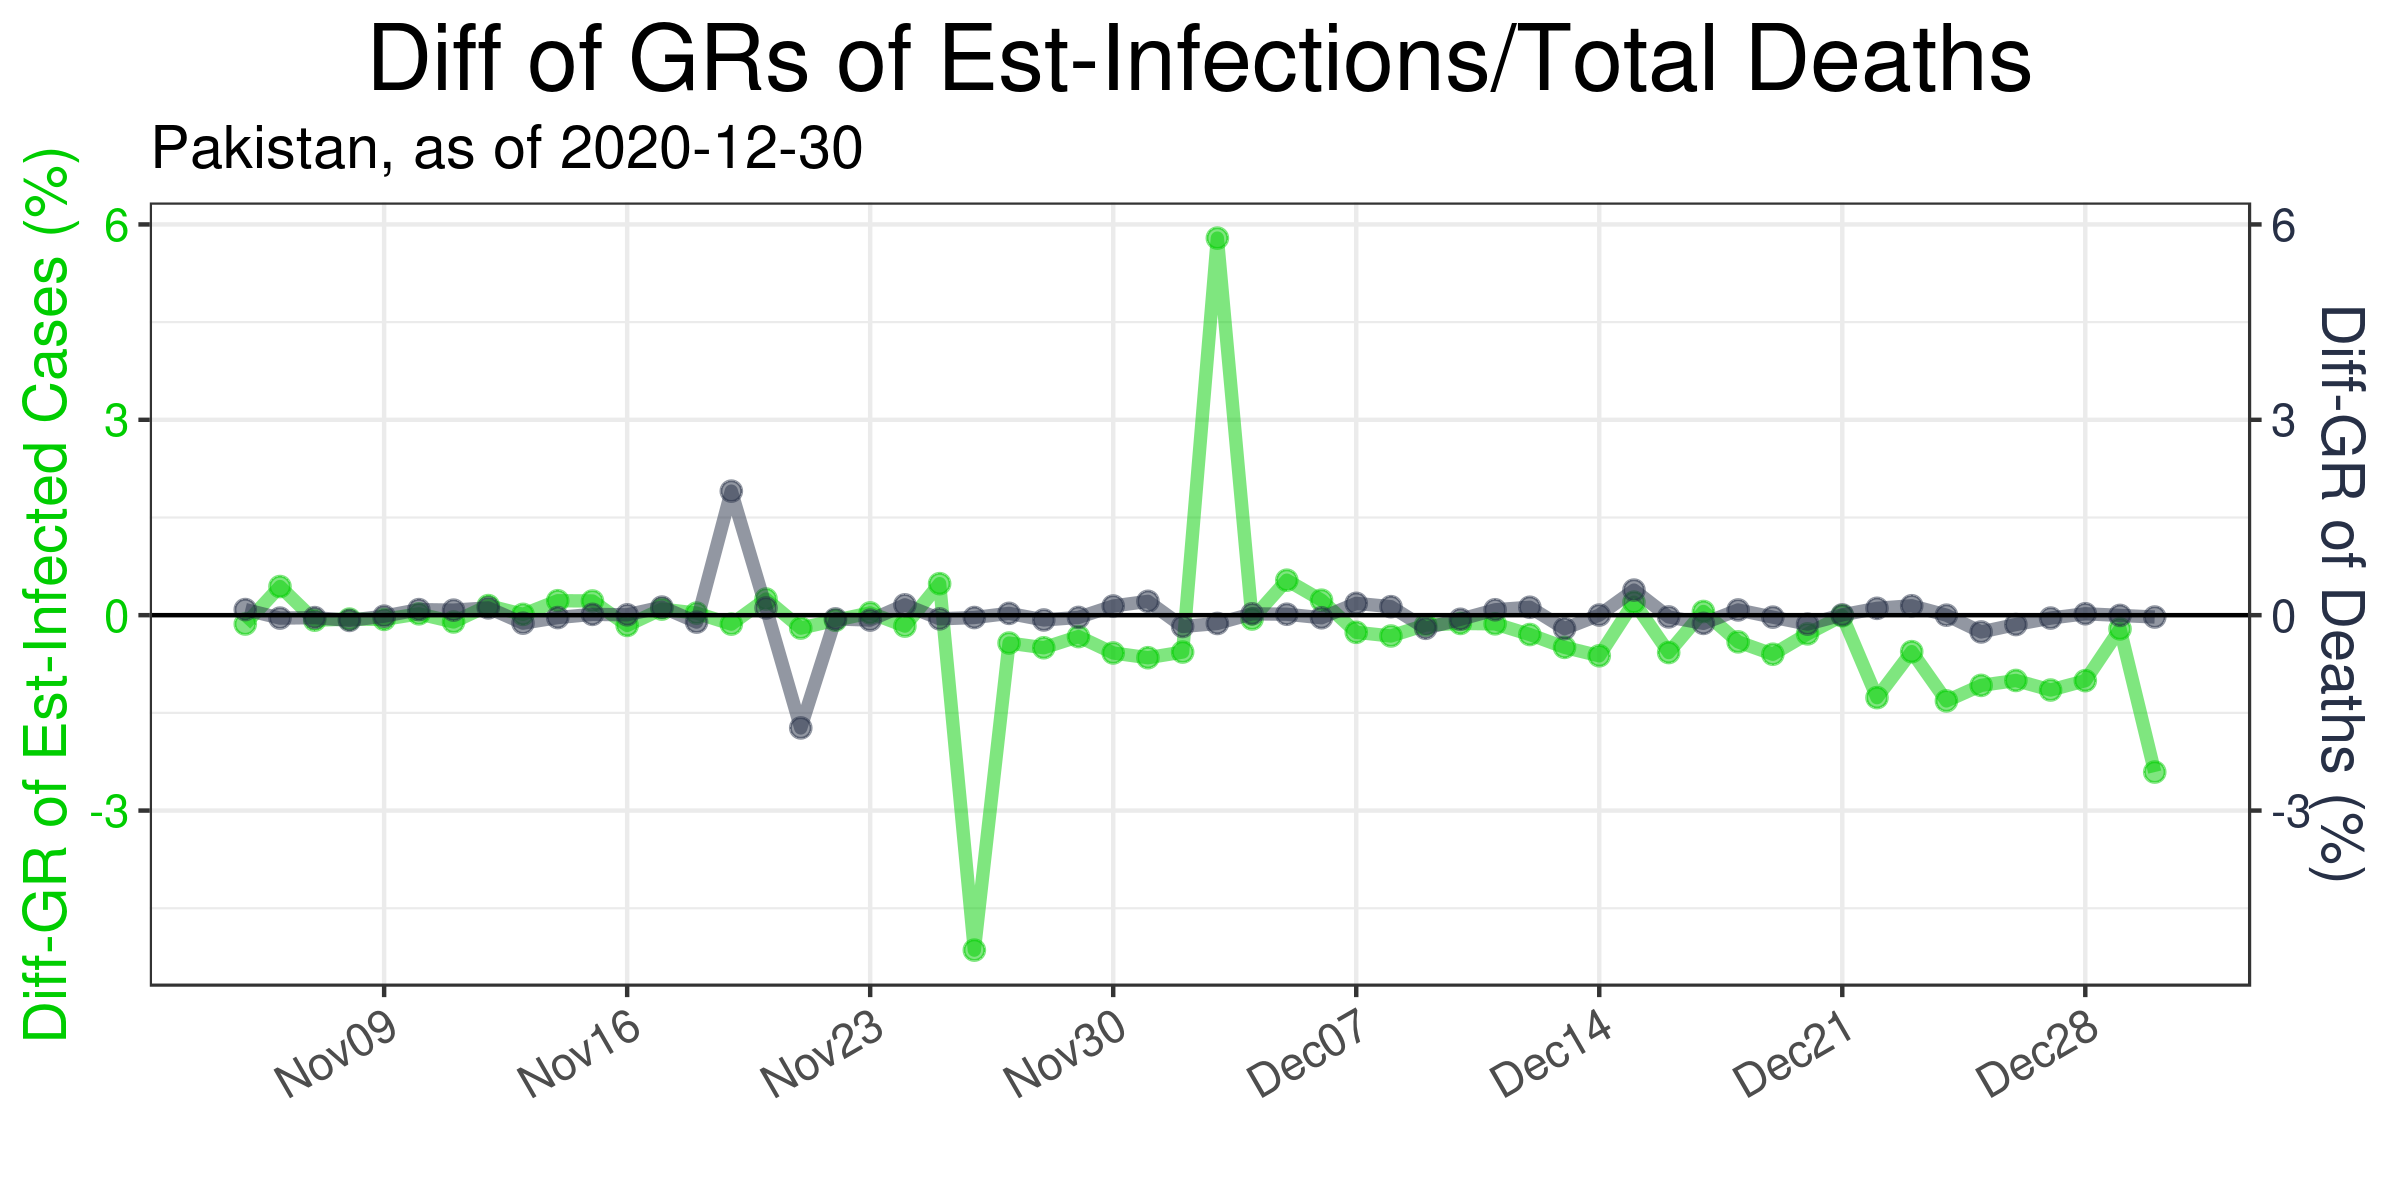 Diff of GRs of Est-Infections/Total Deaths
Pakistan, as of 2020-12-30
Diff-GR of Est-Infected Cases (%)
6
3
0
-3
6
3
0
-3
Diff-GR of Deaths (%)
Nov09
Nov16
Nov23
Nov30
Dec07
Dec14
Dec21
Dec28